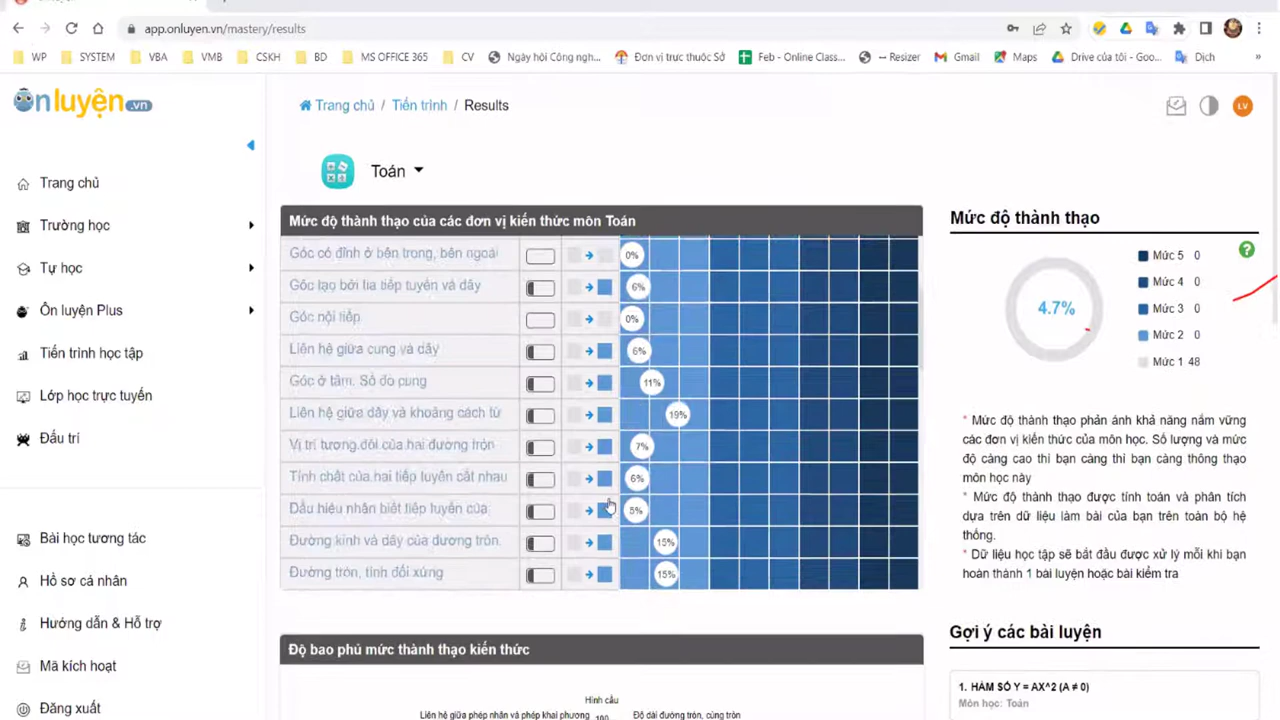 app.onluyen.vn/mastery/results
WP
SYSTEM
VBA
VMB
CSKH
BD
MS OFFICE 365
CV
Ngày hội Công ngh...
Đơn vị trực thuộc Sở
Feb - Online Class...
-- Resizer
Gmail
Maps
Drive của tôi - Goo...
Dịch
»
ôn luyện .vn
Trang chủ / Tiến trình / Results
LV
Trang chủ
Trường học
Tự học
Ôn luyện Plus
Tiến trình học tập
Lớp học trực tuyến
Đấu trí
Bài học tương tác
Hồ sơ cá nhân
Hướng dẫn & Hỗ trợ
Mã kích hoạt
Đăng xuất
Toán
Mức độ thành thạo của các đơn vị kiến thức môn Toán
Góc có đỉnh ở bên trong, bên ngoài 0%
Góc tạo bởi tia tiếp tuyến và dây 6%
Góc nội tiếp 0%
Liên hệ giữa cung và dây 6%
Góc ở tâm. Số đo cung 11%
Liên hệ giữa dây và khoảng cách từ 19%
Vị trí tương đối của hai đường tròn 7%
Tính chất của hai tiếp tuyến cắt nhau 6%
Dấu hiệu nhận biết tiếp tuyến của 5%
Đường kính và dây của đường tròn. 15%
Đường tròn, tính đối xứng 15%
Độ bao phủ mức thành thạo kiến thức
Hình cầu
Liên hệ giữa phép nhân và phép khai phương 100 Độ dài đường tròn, cung tròn
Mức độ thành thạo
4.7%
Mức 5 0
Mức 4 0
Mức 3 0
Mức 2 0
Mức 1 48
?
* Mức độ thành thạo phản ánh khả năng nắm vững
các đơn vị kiến thức của môn học. Số lượng và mức
độ càng cao thì bạn càng thì bạn càng thông thạo
môn học này
* Mức độ thành thạo được tính toán và phân tích
dựa trên dữ liệu làm bài của bạn trên toàn bộ hệ
thống.
* Dữ liệu học tập sẽ bắt đầu được xử lý mỗi khi bạn
hoàn thành 1 bài luyện hoặc bài kiểm tra
Gợi ý các bài luyện
1. HÀM SỐ Y = AX^2 (A ≠ 0)
Môn học: Toán